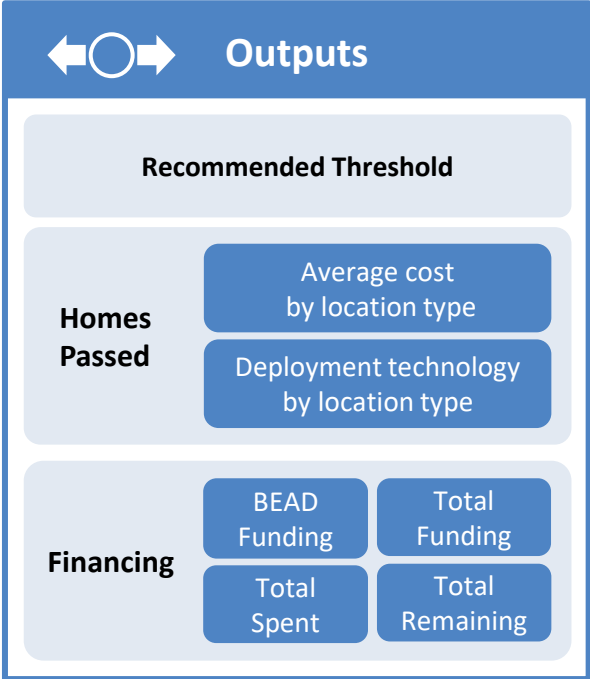 Outputs
Recommended Threshold
Homes
Passed
Average cost
by location type
Deployment technology
by location type
Financing
BEAD
Funding
Total
Funding
Total
Spent
Total
Remaining